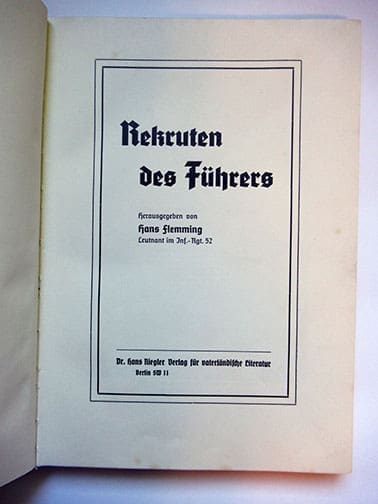 Rekruten
des Führers
Herausgegeben von
Hans Flemming
Leutnant im Inf.-Rgt. 52
Dr. Hans Riegler Verlag für vaterländische Literatur
Berlin SW 11